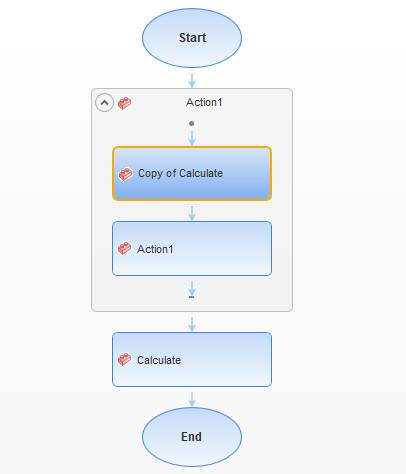 Start
Action1
Copy of Calculate
Action1
Calculate
End